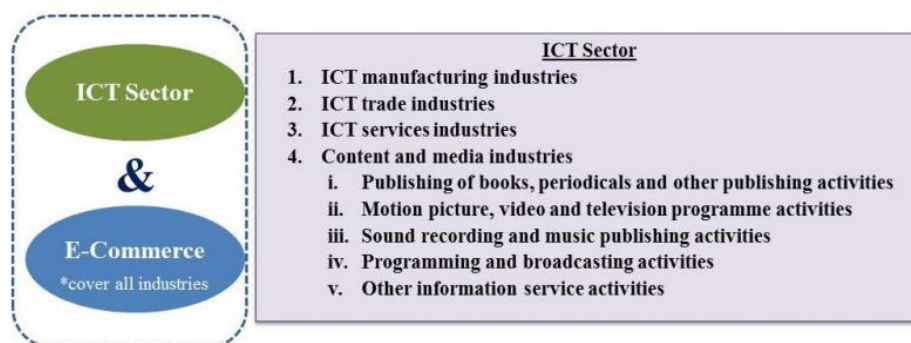 ICT Sector
&
E-Commerce
*cover all industries
ICT Sector
1. ICT manufacturing industries
2. ICT trade industries
3. ICT services industries
4. Content and media industries
i. Publishing of books, periodicals and other publishing activities
ii. Motion picture, video and television programme activities
iii. Sound recording and music publishing activities
iv. Programming and broadcasting activities
v. Other information service activities